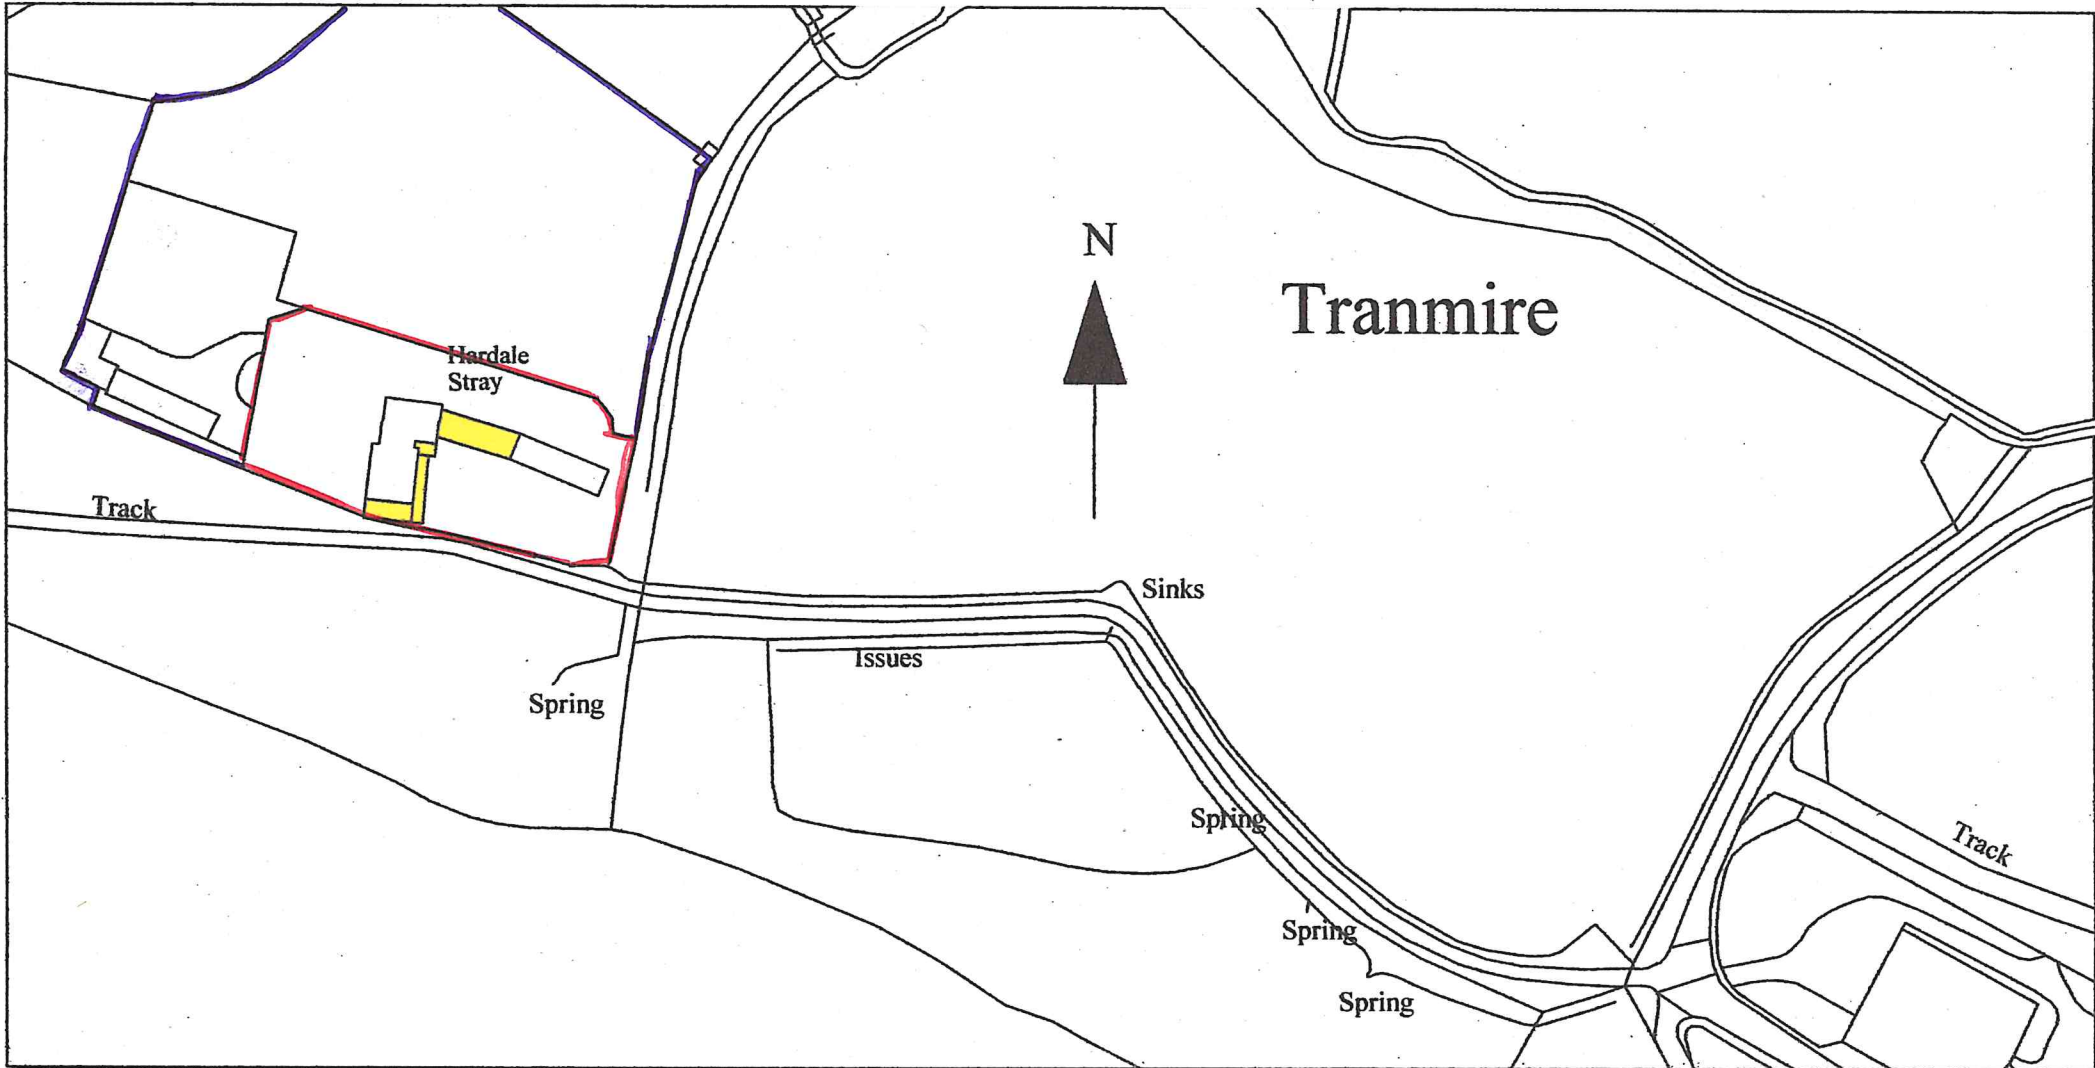 N
Tranmire
Hardale
Stray
Track
Sinks
Issues
Spring
Spring
Track
Spring
Spring